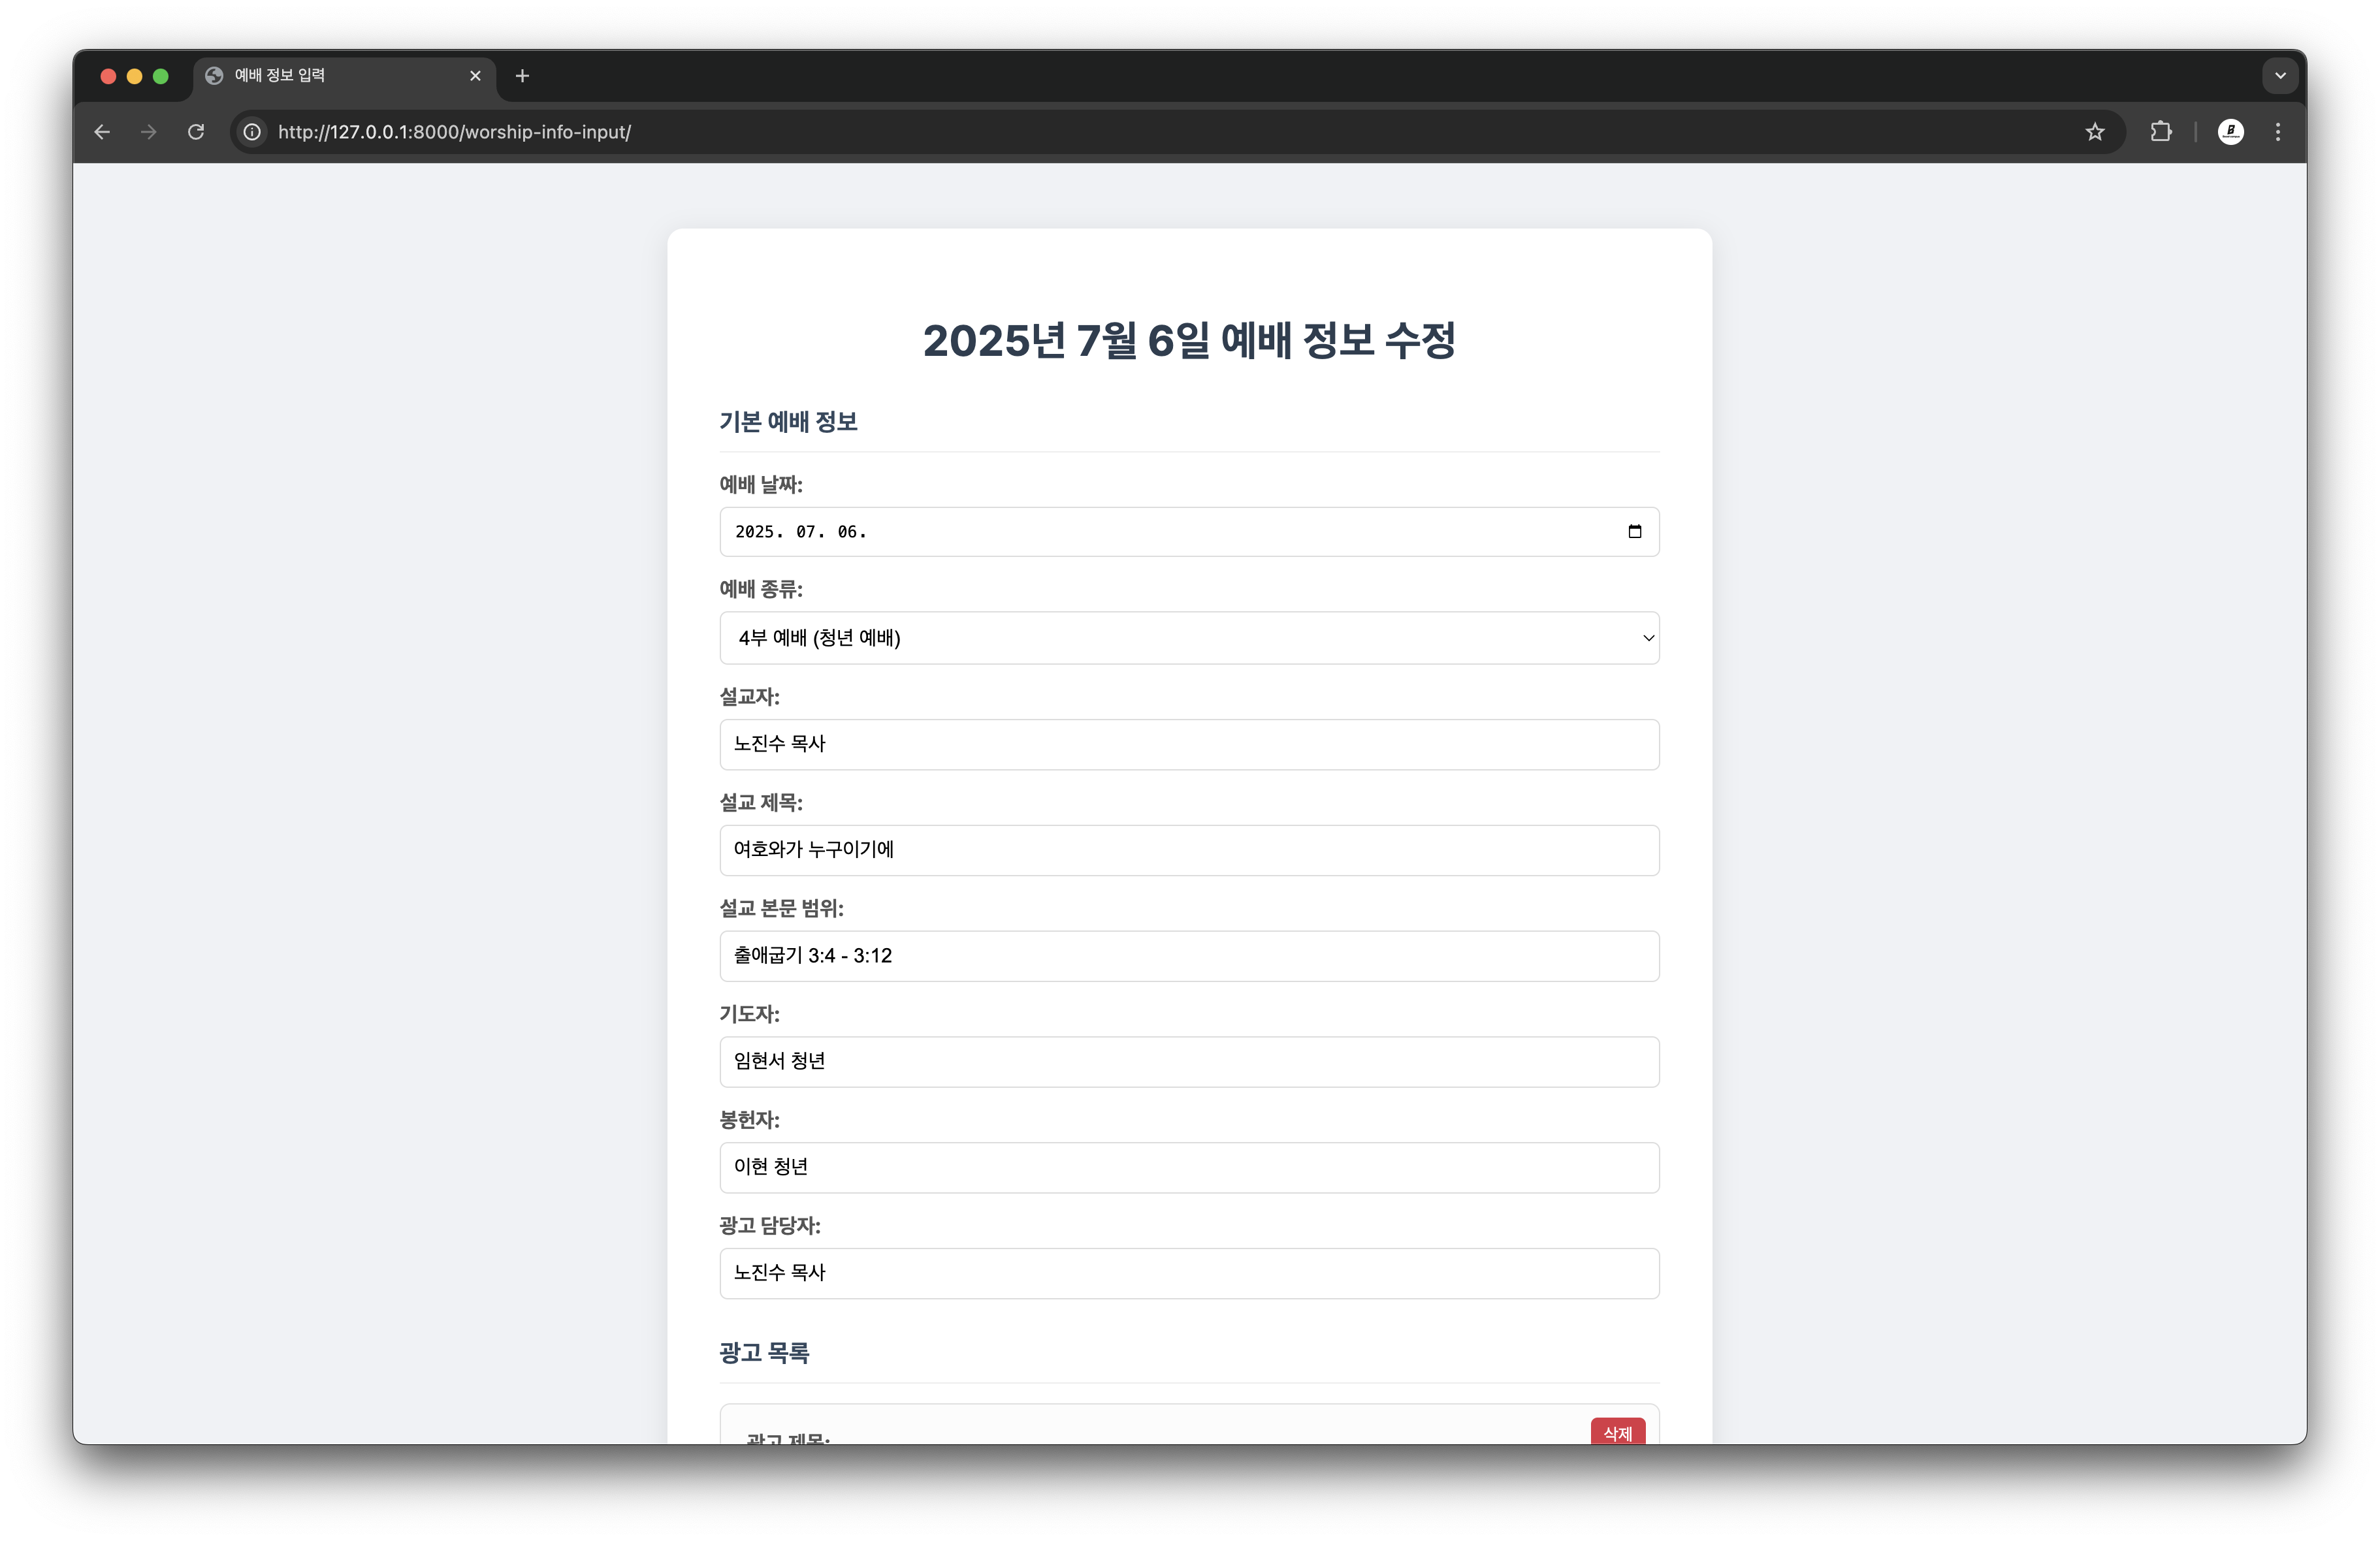 예배 정보 입력
http://127.0.0.1:8000/worship-info-input/
2025년 7월 6일 예배 정보 수정
기본 예배 정보
예배 날짜:
2025. 07. 06.
예배 종류:
4부 예배 (청년 예배)
설교자:
노진수 목사
설교 제목:
여호와가 누구이기에
설교 본문 범위:
출애굽기 3:4 - 3:12
기도자:
임현서 청년
봉헌자:
이현 청년
광고 담당자:
노진수 목사
광고 목록
광고 제목:
삭제